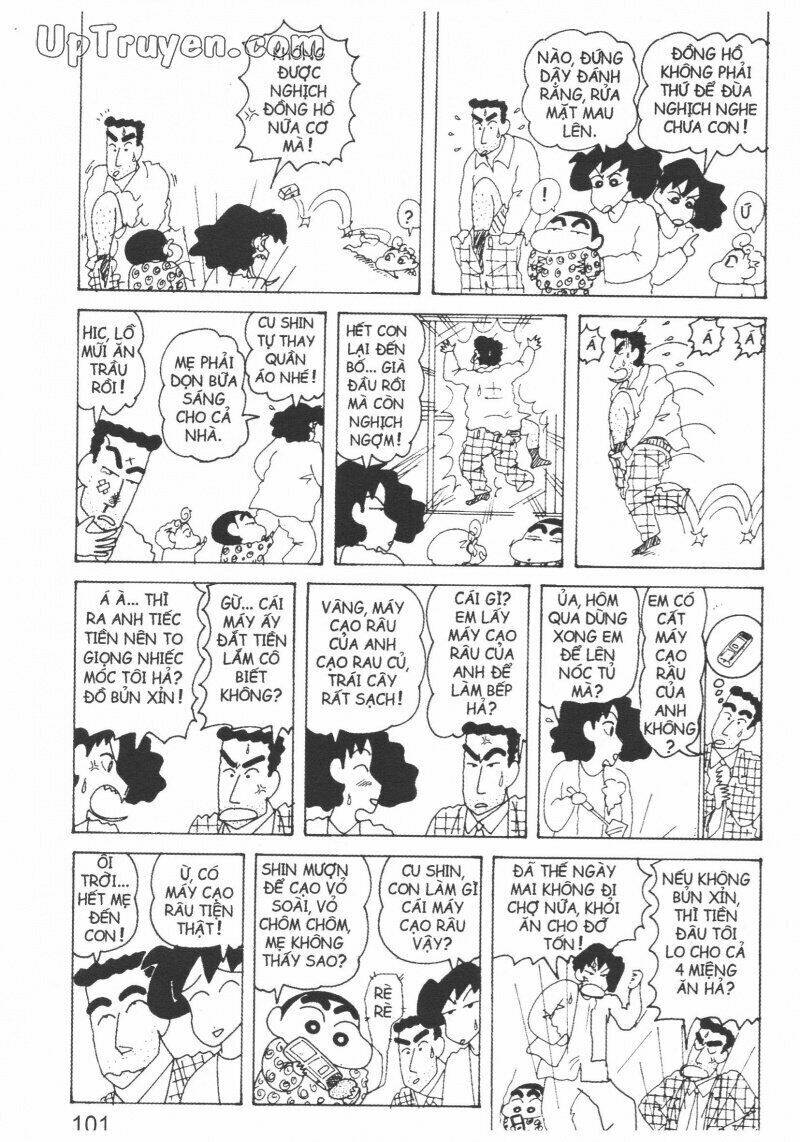 UpTruyen.com
NÀO, ĐỨNG
DẬY ĐÁNH
RĂNG, RỬA
MẶT MAU
LÊN.
ĐỒNG HỒ
KHÔNG PHẢI
THỨ ĐỂ ĐÙA
NGHỊCH NGHE
CHƯA CON!
!
Ứ
KHÔNG
ĐƯỢC
NGHỊCH
ĐỒNG HỒ
NỮA CƠ
MÀ!
?
Á
Á
Á
HẾT CON
LẠI ĐẾN
BỐ... GIÀ
ĐẦU RỒI
MÀ CÒN
NGHỊCH
NGỢM!
CU SHIN
TỰ THAY
QUẦN
ÁO NHÉ!
MẸ PHẢI
DỌN BỮA
SÁNG
CHO CẢ
NHÀ.
HIC, LỖ
MŨI ĂN
TRẦU
RỒI!
EM CÓ
CẤT
MÁY
CẠO
RÂU
CỦA
ANH
KHÔNG
?
ỦA, HÔM
QUA DÙNG
XONG EM
ĐỂ LÊN
NÓC TỦ
MÀ?
CÁI GÌ?
EM LẤY
MÁY CẠO
RÂU CỦA
ANH ĐỂ
LÀM BẾP
HẢ?
VÂNG, MÁY
CẠO RÂU
CỦA ANH
CẠO RAU CỦ,
TRÁI CÂY
RẤT SẠCH!
GỪ... CÁI
MÁY ẤY
ĐẮT TIỀN
LẮM CÔ
BIẾT
KHÔNG?
Á À... THÌ
RA ANH TIẾC
TIỀN NÊN TO
GIỌNG NHIẾC
MÓC TÔI HẢ?
ĐỒ BỦN XỈN!
NẾU KHÔNG
BỦN XỈN,
THÌ TIỀN
ĐÂU TÔI
LO CHO CẢ
4 MIỆNG
ĂN HẢ?
ĐÃ THẾ NGÀY
MAI KHÔNG ĐI
CHỢ NỮA, KHỎI
ĂN CHO ĐỠ
TỐN!
CU SHIN,
CON LÀM GÌ
CÁI MÁY
CẠO RÂU
VẬY?
SHIN MƯỢN
ĐỂ CẠO VỎ
SOÀI, VỎ
CHÔM CHÔM,
MẸ KHÔNG
THẤY SAO?
RÈ
RÈ
Ừ, CÓ
MÁY CẠO
RÂU TIỆN
THẬT!
ÔI
TRỜI...
HẾT MẸ
ĐẾN
CON!
101